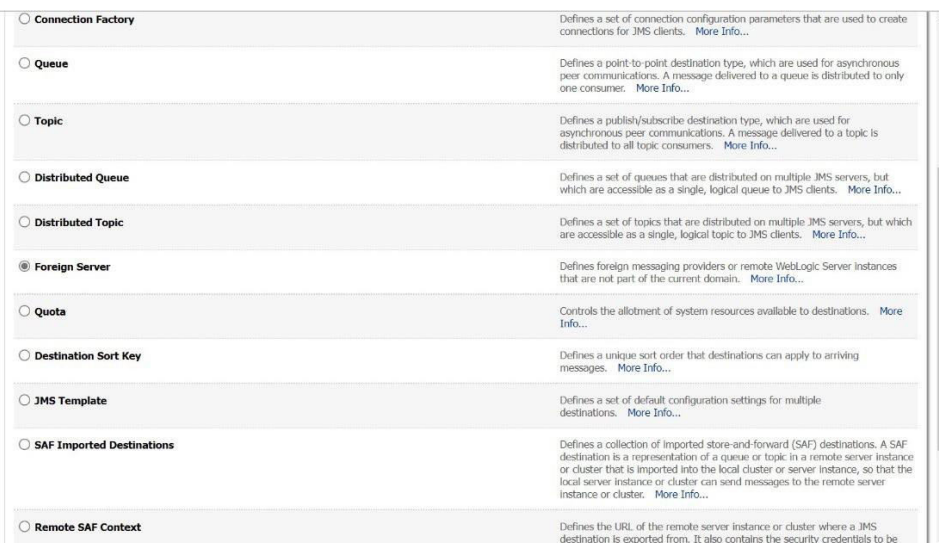 Connection Factory
Defines a set of connection configuration parameters that are used to create
connections for JMS clients. More Info...
Queue
Defines a point-to-point destination type, which are used for asynchronous
peer communications. A message delivered to a queue is distributed to only
one consumer. More Info...
Topic
Defines a publish/subscribe destination type, which are used for
asynchronous peer communications. A message delivered to a topic is
distributed to all topic consumers. More Info...
Distributed Queue
Defines a set of queues that are distributed on multiple JMS servers, but
which are accessible as a single, logical queue to JMS clients. More Info...
Distributed Topic
Defines a set of topics that are distributed on multiple JMS servers, but which
are accessible as a single, logical topic to JMS clients. More Info...
Foreign Server
Defines foreign messaging providers or remote WebLogic Server instances
that are not part of the current domain. More Info...
Quota
Controls the allotment of system resources available to destinations. More
Info...
Destination Sort Key
Defines a unique sort order that destinations can apply to arriving
messages. More Info...
JMS Template
Defines a set of default configuration settings for multiple
destinations. More Info...
SAF Imported Destinations
Defines a collection of imported store-and-forward (SAF) destinations. A SAF
destination is a representation of a queue or topic in a remote server instance
or cluster that is imported into the local cluster or server instance, so that the
local server instance or cluster can send messages to the remote server
instance or cluster. More Info...
Remote SAF Context
Defines the URL of the remote server instance or cluster where a JMS
destination is exported from. It also contains the security credentials to be